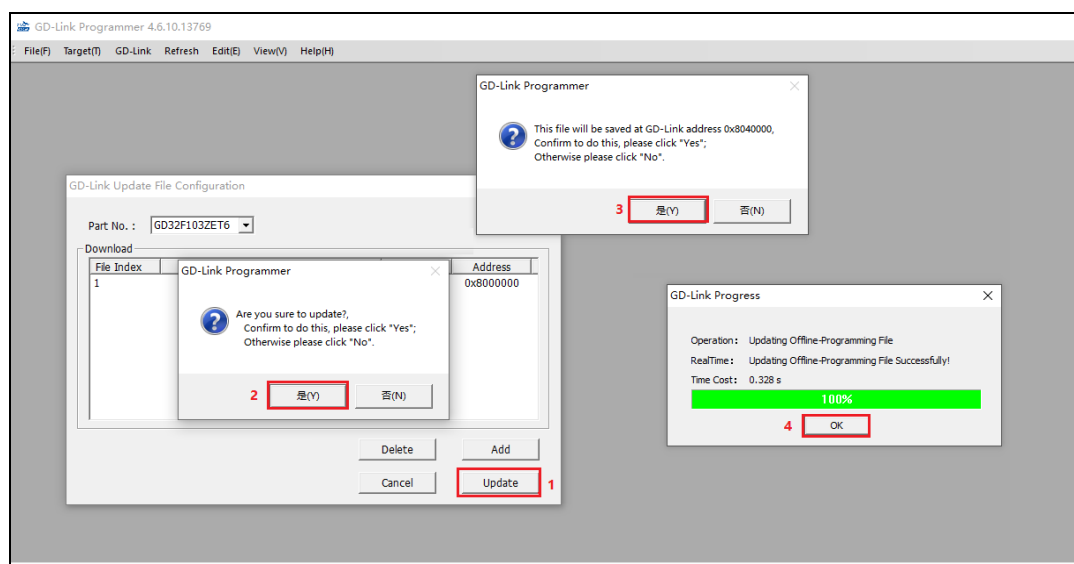 GD-Link Programmer 4.6.10.13769
File(F) Target(T) GD-Link Refresh Edit(E) View(V) Help(H)
GD-Link Programmer
This file will be saved at GD-Link address 0x8040000,
Confirm to do this, please click "Yes";
Otherwise please click "No".
3 是(Y) 否(N)
GD-Link Update File Configuration
Part No. : GD32F103ZET6
Download
File Index Address
1 0x8000000
GD-Link Programmer
Are you sure to update?,
Confirm to do this, please click "Yes";
Otherwise please click "No".
2 是(Y) 否(N)
Delete Add
Cancel Update 1
GD-Link Progress
Operation: Updating Offline-Programming File
RealTime: Updating Offline-Programming File Successfully!
Time Cost: 0.328 s
100%
4 OK